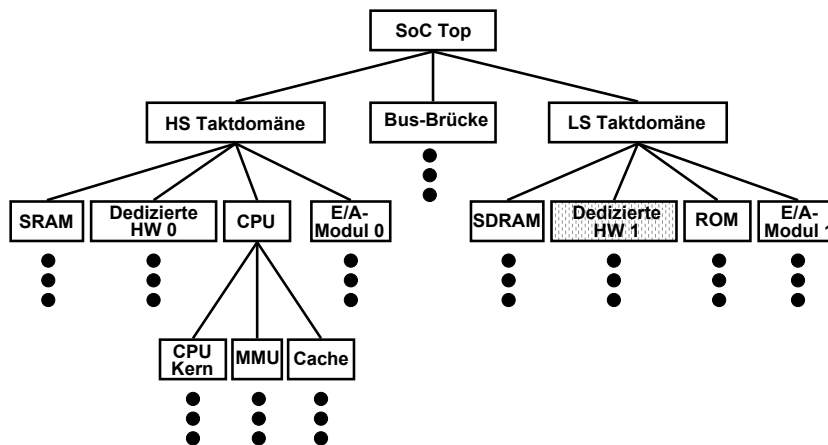 SoC Top
HS Taktdomäne
Bus-Brücke
LS Taktdomäne
SRAM
Dedizierte
HW 0
CPU
E/A-
Modul 0
SDRAM
Dedizierte
HW 1
ROM
E/A-
Modul 1
CPU
Kern
MMU
Cache